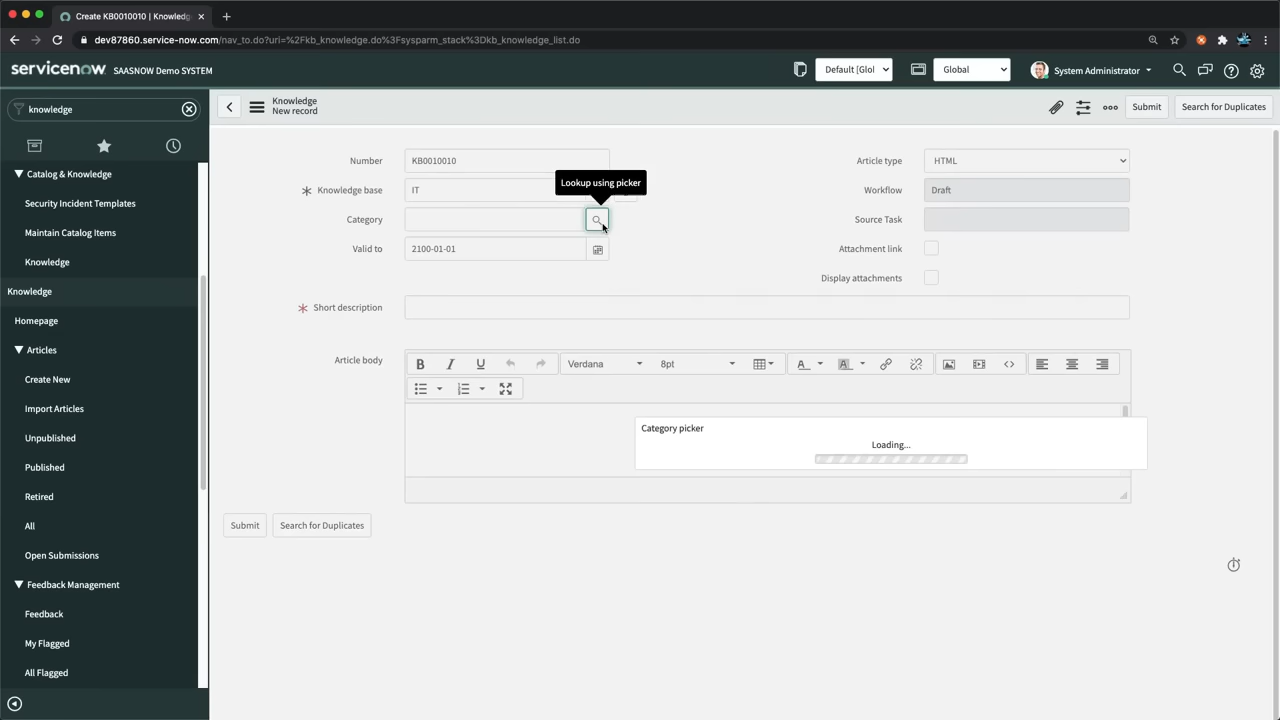 Create KB0010010 | Knowledg
dev87860.service-now.com/nav_to.do?uri=%2Fkb_knowledge.do%3Fsysparm_stack%3Dkb_knowledge_list.do
servicenow
SAASNOW Demo SYSTEM
Default [Glol
Global
System Administrator
knowledge
Knowledge
New record
Submit
Search for Duplicates
Catalog & Knowledge
Security Incident Templates
Maintain Catalog Items
Knowledge
Knowledge
Homepage
Articles
Create New
Import Articles
Unpublished
Published
Retired
All
Open Submissions
Feedback Management
Feedback
My Flagged
All Flagged
Number
KB0010010
Article type
HTML
Lookup using picker
Knowledge base
IT
Workflow
Draft
Category
Source Task
Valid to
2100-01-01
Attachment link
Display attachments
Short description
Article body
B I U
Verdana
8pt
A
A
Category picker
Loading...
Submit
Search for Duplicates